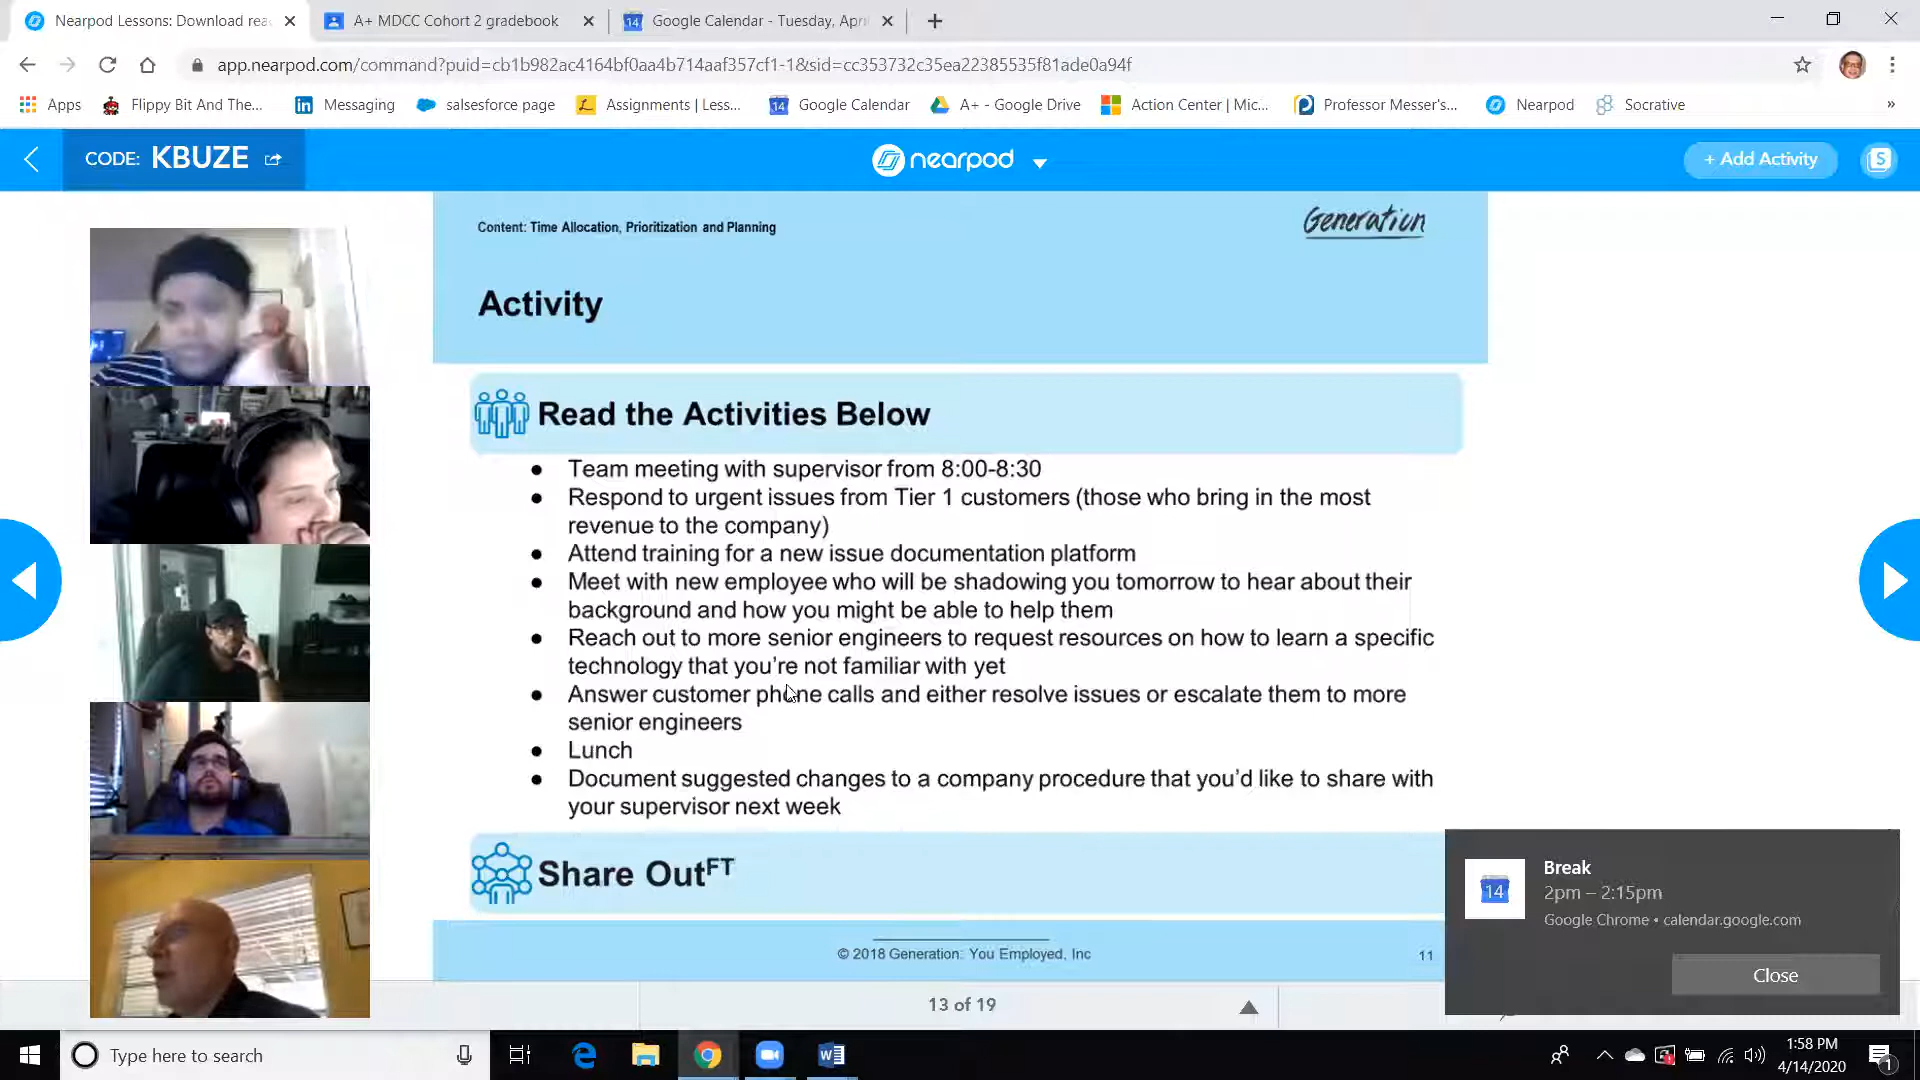 Nearpod Lessons: Download rea
A+ MDCC Cohort 2 gradebook
14 Google Calendar - Tuesday, Apri
app.nearpod.com/command?puid=cb1b982ac4164bf0aa4b714aaf357cf1-1&sid=cc353732c35ea22385535f81ade0a94f
Apps
Flippy Bit And The...
Messaging
salsesforce page
Assignments | Less...
14 Google Calendar
A+ - Google Drive
Action Center | Mic...
Professor Messer's...
Nearpod
Socrative
»
CODE: KBUZE
nearpod
+ Add Activity
S
Content: Time Allocation, Prioritization and Planning
Generation
Activity
Read the Activities Below
● Team meeting with supervisor from 8:00-8:30
● Respond to urgent issues from Tier 1 customers (those who bring in the most
revenue to the company)
● Attend training for a new issue documentation platform
● Meet with new employee who will be shadowing you tomorrow to hear about their
background and how you might be able to help them
● Reach out to more senior engineers to request resources on how to learn a specific
technology that you're not familiar with yet
● Answer customer phone calls and either resolve issues or escalate them to more
senior engineers
● Lunch
● Document suggested changes to a company procedure that you'd like to share with
your supervisor next week
Share OutFT
© 2018 Generation: You Employed, Inc
11
13 of 19
14
Break
2pm – 2:15pm
Google Chrome • calendar.google.com
Close
Type here to search
1:58 PM
4/14/2020
1